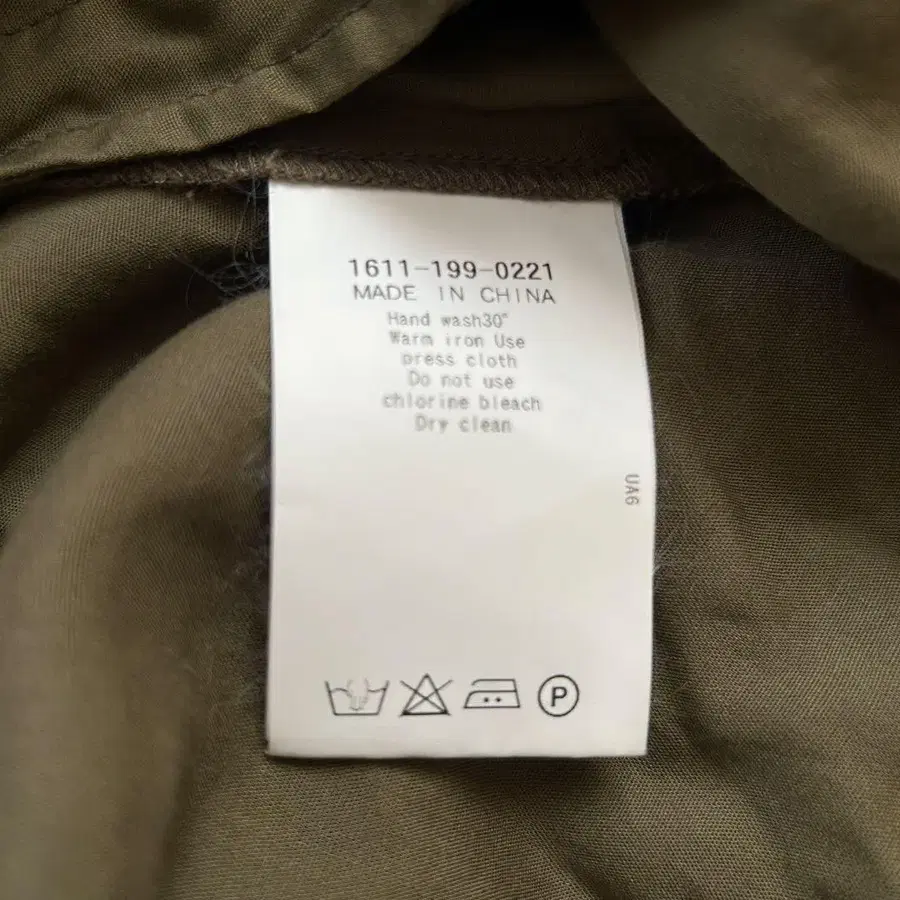 1611-199-0221
MADE IN CHINA
Hand wash30°
Warm iron Use
press cloth
Do not use
chlorine bleach
Dry clean
UA6
P